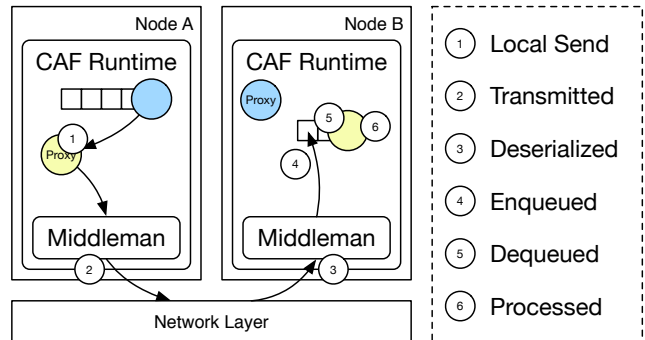 Node A
CAF Runtime
1
Proxy
Middleman
2
Node B
CAF Runtime
Proxy
5
6
4
Middleman
3
Network Layer
1 Local Send
2 Transmitted
3 Deserialized
4 Enqueued
5 Dequeued
6 Processed